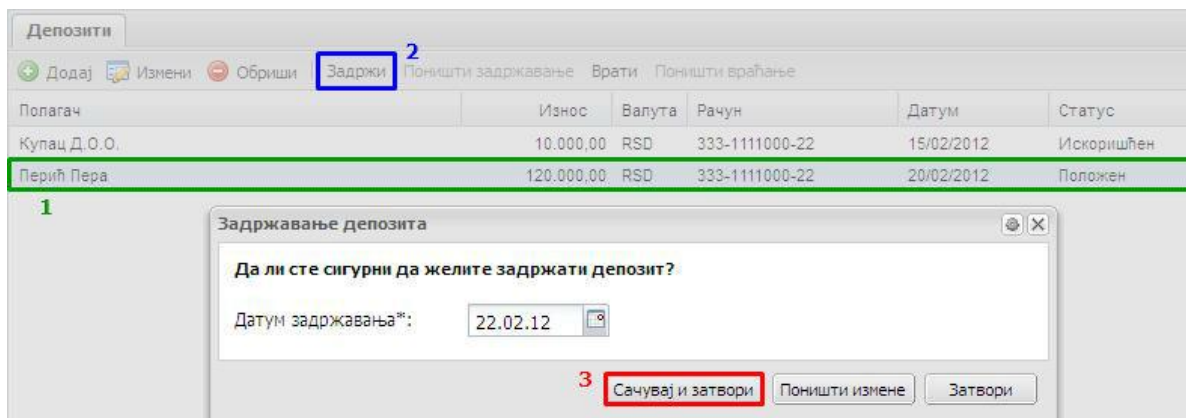 Депозити
2
Додај Измени Обриши Задржи Поништи задржавање Врати Поништи враћање
Полагач Износ Валута Рачун Датум Статус
Купац Д.О.О. 10.000,00 RSD 333-1111000-22 15/02/2012 Искоришћен
Перић Пера 120.000,00 RSD 333-1111000-22 20/02/2012 Положен
1
Задржавање депозита
Да ли сте сигурни да желите задржати депозит?
Датум задржавања*: 22.02.12
3 Сачувај и затвори Поништи измене Затвори